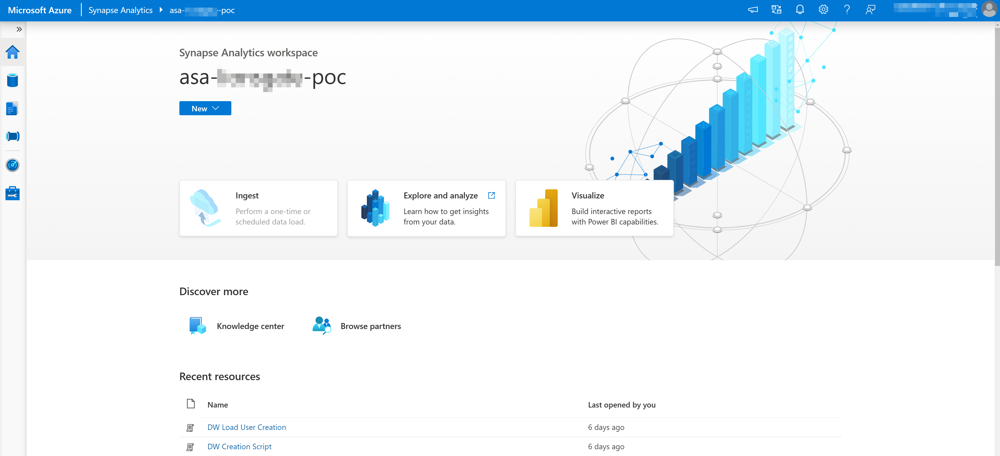 Microsoft Azure
Synapse Analytics
asa-
-poc
Synapse Analytics workspace
asa-
-poc
New
Ingest
Perform a one-time or
scheduled data load.
Explore and analyze
Learn how to get insights
from your data.
Visualize
Build interactive reports
with Power BI capabilities.
Discover more
Knowledge center
Browse partners
Recent resources
Name
Last opened by you
DW Load User Creation
6 days ago
DW Creation Script
6 days ago